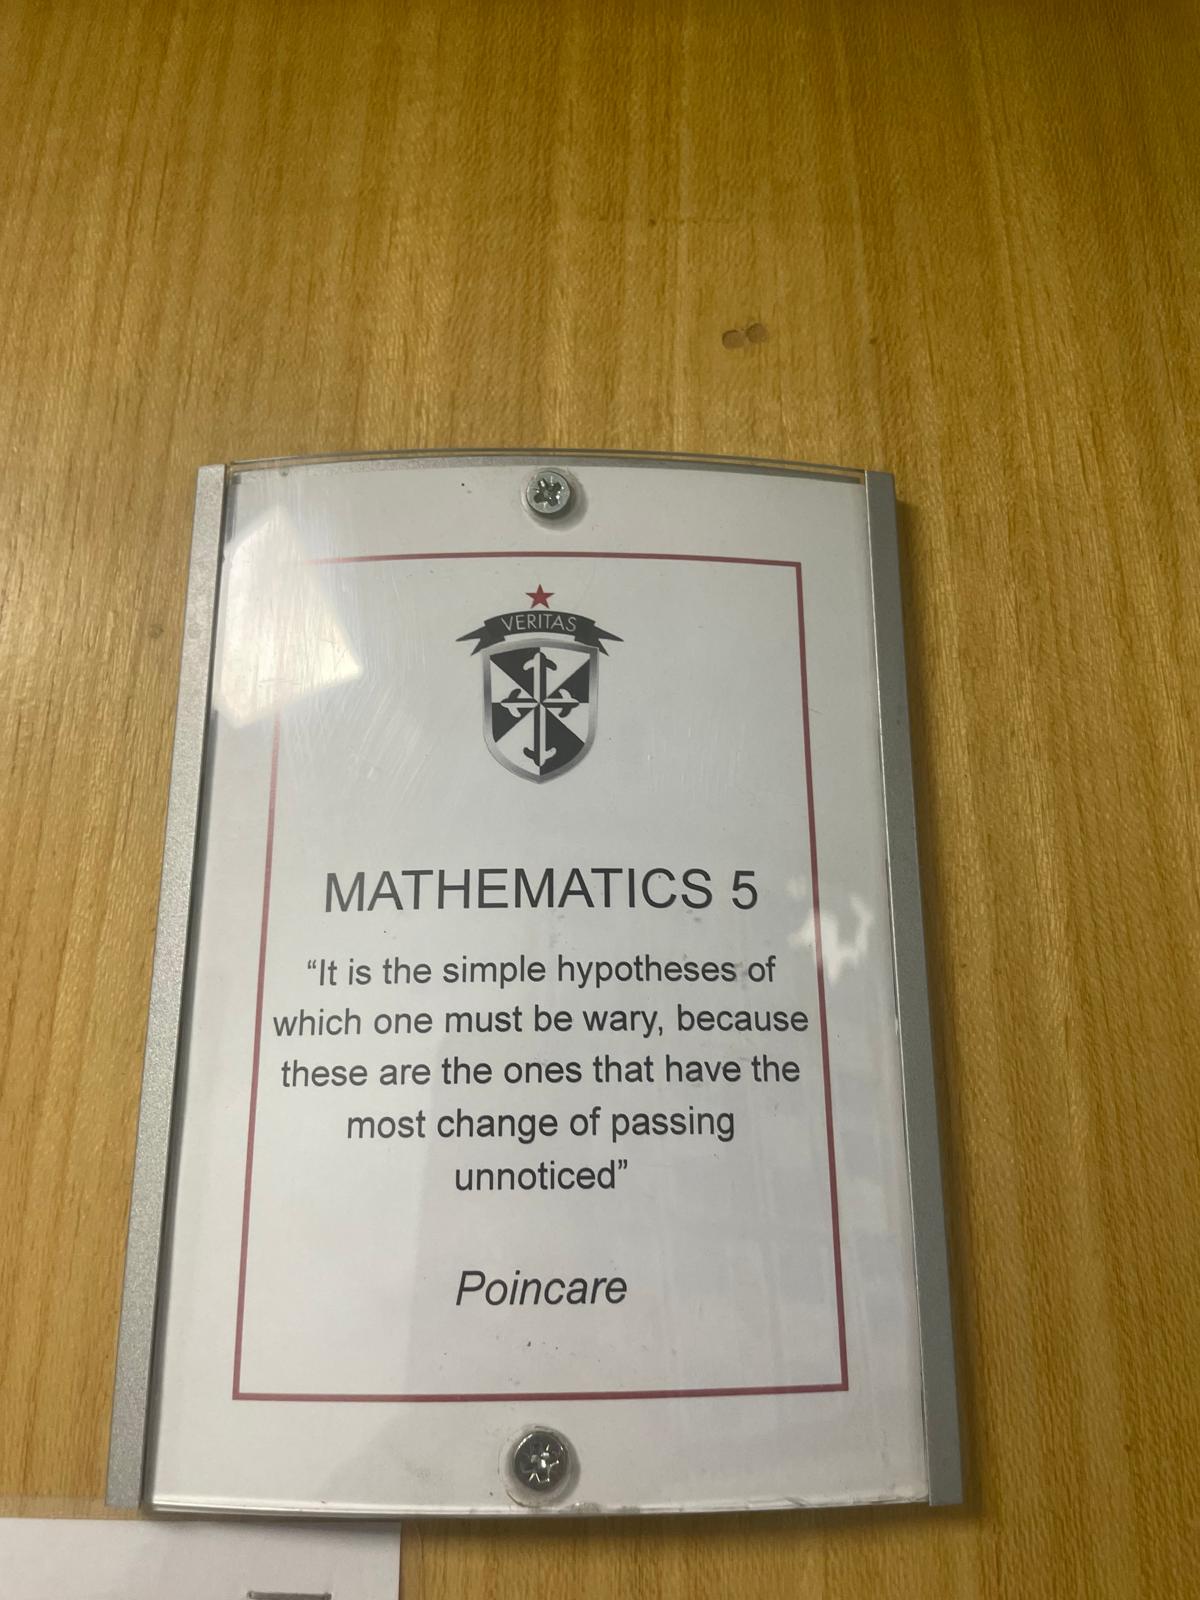 VERITAS
MATHEMATICS 5
“It is the simple hypotheses of
which one must be wary, because
these are the ones that have the
most change of passing
unnoticed”
Poincare